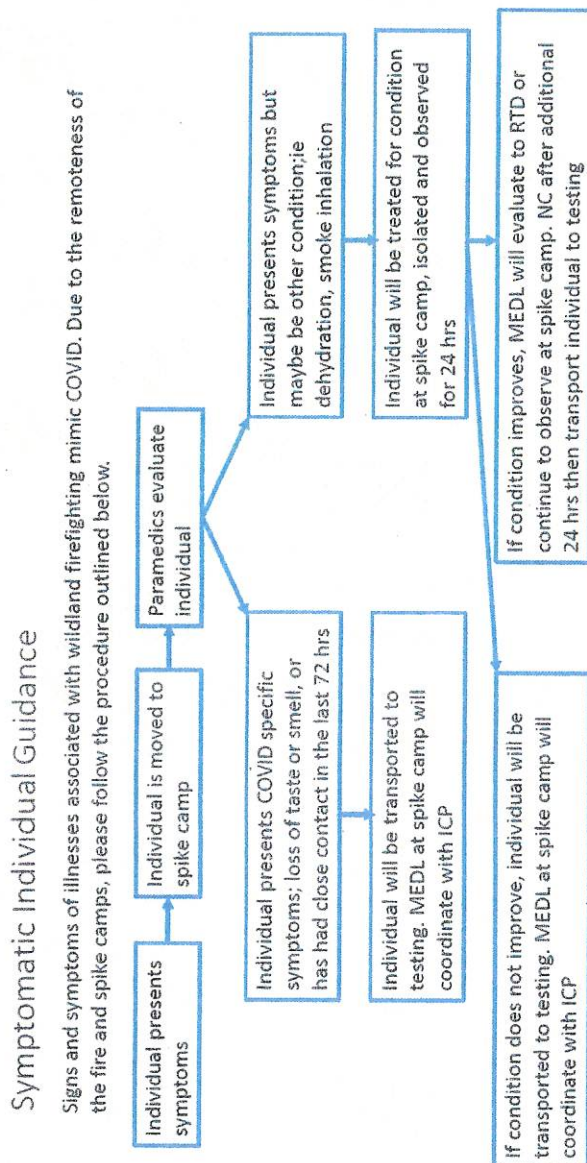 Symptomatic Individual Guidance
Signs and symptoms of illnesses associated with wildland firefighting mimic COVID. Due to the remoteness of
the fire and spike camps, please follow the procedure outlined below.
Individual presents
symptoms
Individual is moved to
spike camp
Paramedics evaluate
individual
Individual presents COVID specific
symptoms; loss of taste or smell, or
has had close contact in the last 72 hrs
Individual presents symptoms but
maybe be other condition;ie
dehydration, smoke inhalation
Individual will be transported to
testing. MEDL at spike camp will
coordinate with ICP
Individual will be treated for condition
at spike camp, isolated and observed
for 24 hrs
If condition does not improve, individual will be
transported to testing. MEDL at spike camp will
coordinate with ICP
If condition improves, MEDL will evaluate to RTD or
continue to observe at spike camp. NC after additional
24 hrs then transport individual to testing